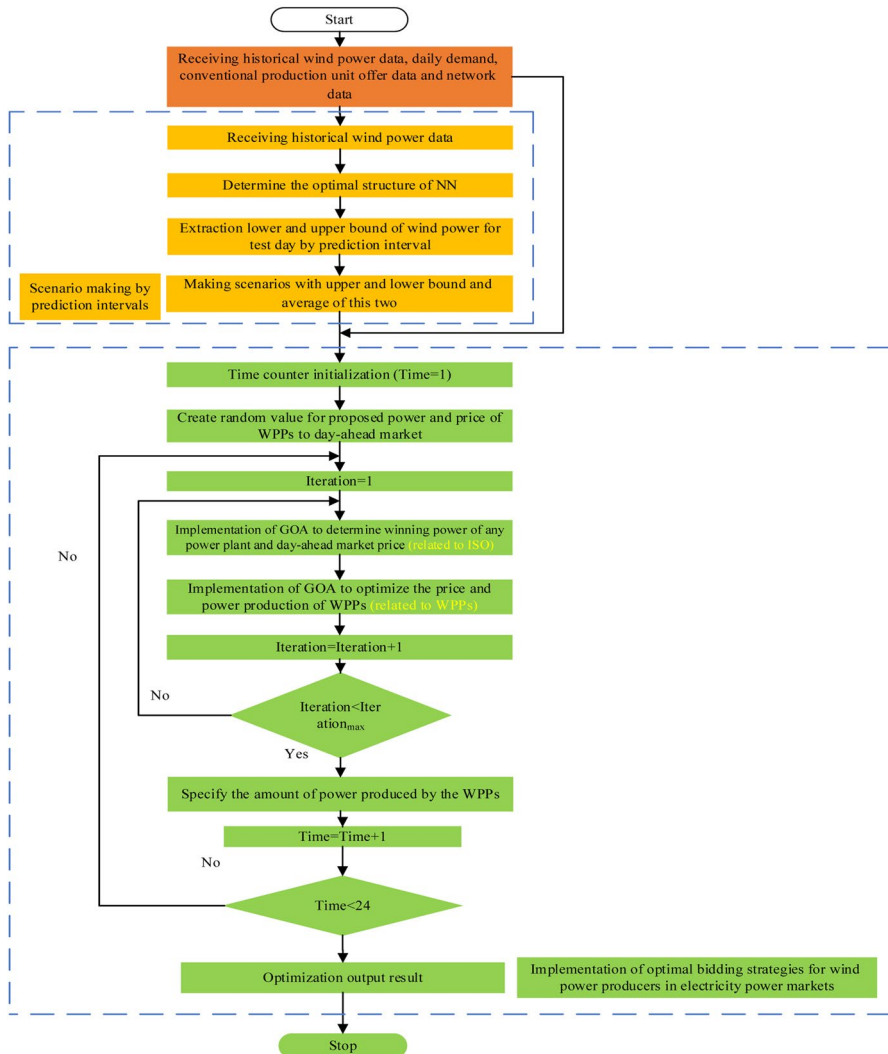 Start
Receiving historical wind power data, daily demand,
conventional production unit offer data and network
data
Receiving historical wind power data
Determine the optimal structure of NN
Extraction lower and upper bound of wind power for
test day by prediction interval
Scenario making by
prediction intervals
Making scenarios with upper and lower bound and
average of this two
Time counter initialization (Time=1)
Create random value for proposed power and price of
WPPs to day-ahead market
Iteration=1
No
Implementation of GOA to determine winning power of any
power plant and day-ahead market price (related to ISO)
Implementation of GOA to optimize the price and
power production of WPPs (related to WPPs)
Iteration=Iteration+1
No
Iteration<Iter
ationmax
Yes
Specify the amount of power produced by the WPPs
Time=Time+1
No
Time<24
Optimization output result
Implementation of optimal bidding strategies for wind
power producers in electricity power markets
Stop